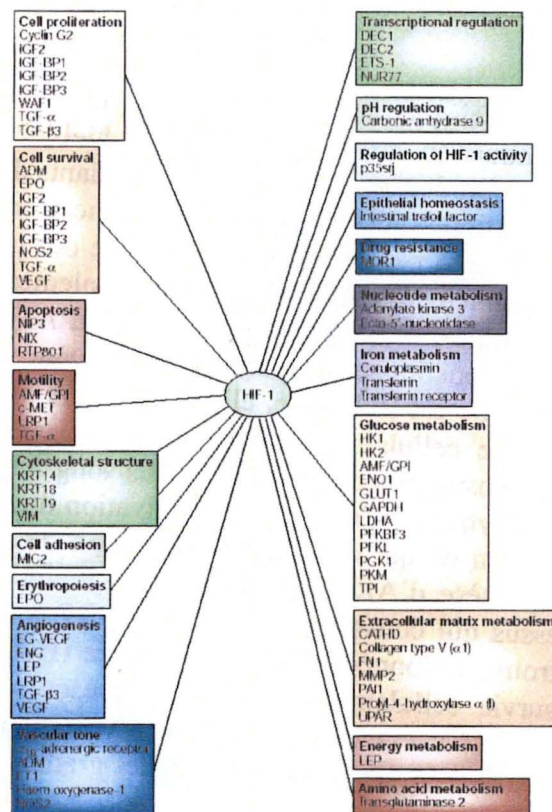 Cell proliferation
Cyclin G2
IGF2
IGF-BP1
IGF-BP2
IGF-BP3
WAF1
TGF-α
TGF-β3
Cell survival
ADM
EPO
IGF2
IGF-BP1
IGF-BP2
IGF-BP3
NOS2
TGF-α
VEGF
Apoptosis
NIP3
NIX
RTP801
Motility
AMF/GPI
c-MET
LRP1
TGF-α
Cytoskeletal structure
KRT14
KRT18
KRT19
VIM
Cell adhesion
MIC2
Erythropoiesis
EPO
Angiogenesis
EG-VEGF
ENG
LEP
LRP1
TGF-β3
VEGF
Vascular tone
adrenergic receptor
ADM
ET1
Haem oxygenase-1
NOS2
HIF-1
Transcriptional regulation
DEC1
DEC2
ETS-1
NUR77
pH regulation
Carbonic anhydrase 9
Regulation of HIF-1 activity
p35srj
Epithelial homeostasis
Intestinal trefoil factor
Drug resistance
MDR1
Nucleotide metabolism
Adenylate kinase 3
Ecto-5'-nucleotidase
Iron metabolism
Ceruloplasmin
Transferrin
Transferrin receptor
Glucose metabolism
HK1
HK2
AMF/GPI
ENO1
GLUT1
GAPDH
LDHA
PFKBF3
PFKL
PGK1
PKM
TPI
Extracellular matrix metabolism
CATHD
Collagen type V (α1)
FN1
MMP2
PAI1
Prolyl-4-hydroxylase α (I)
UPAR
Energy metabolism
LEP
Amino acid metabolism
Transglutaminase 2